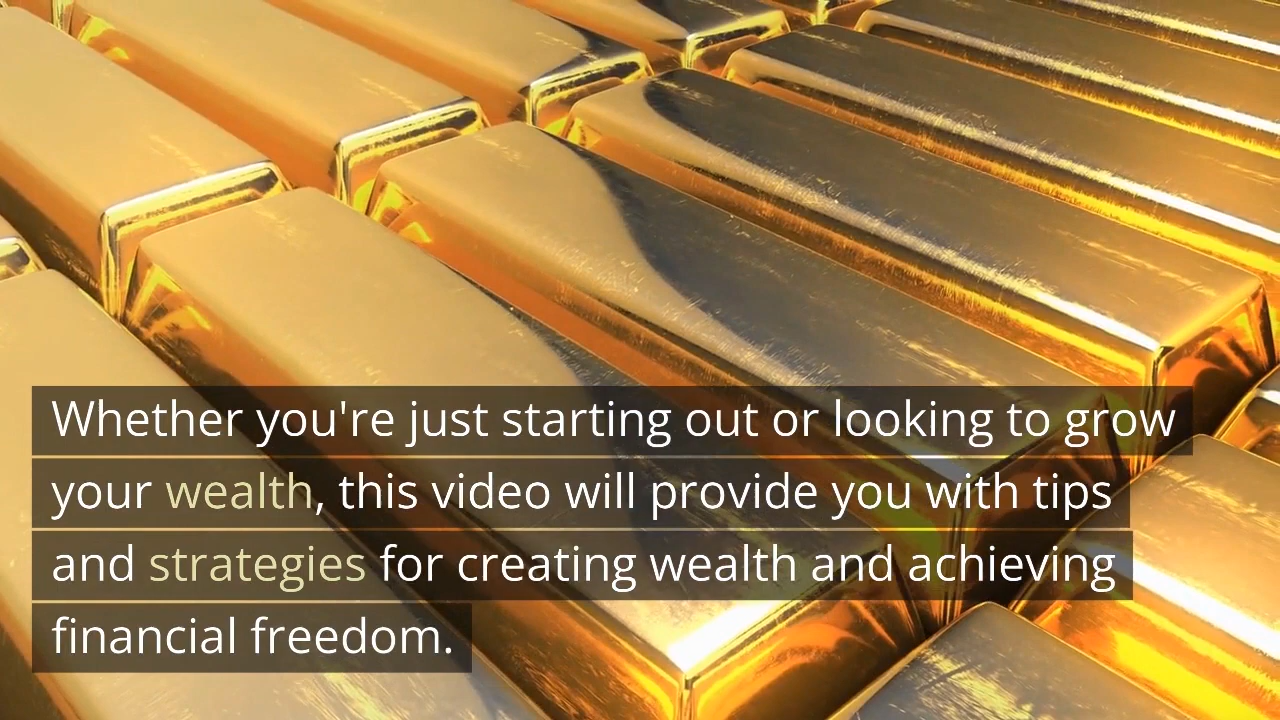 Whether you're just starting out or looking to grow
your wealth, this video will provide you with tips
and strategies for creating wealth and achieving
financial freedom.